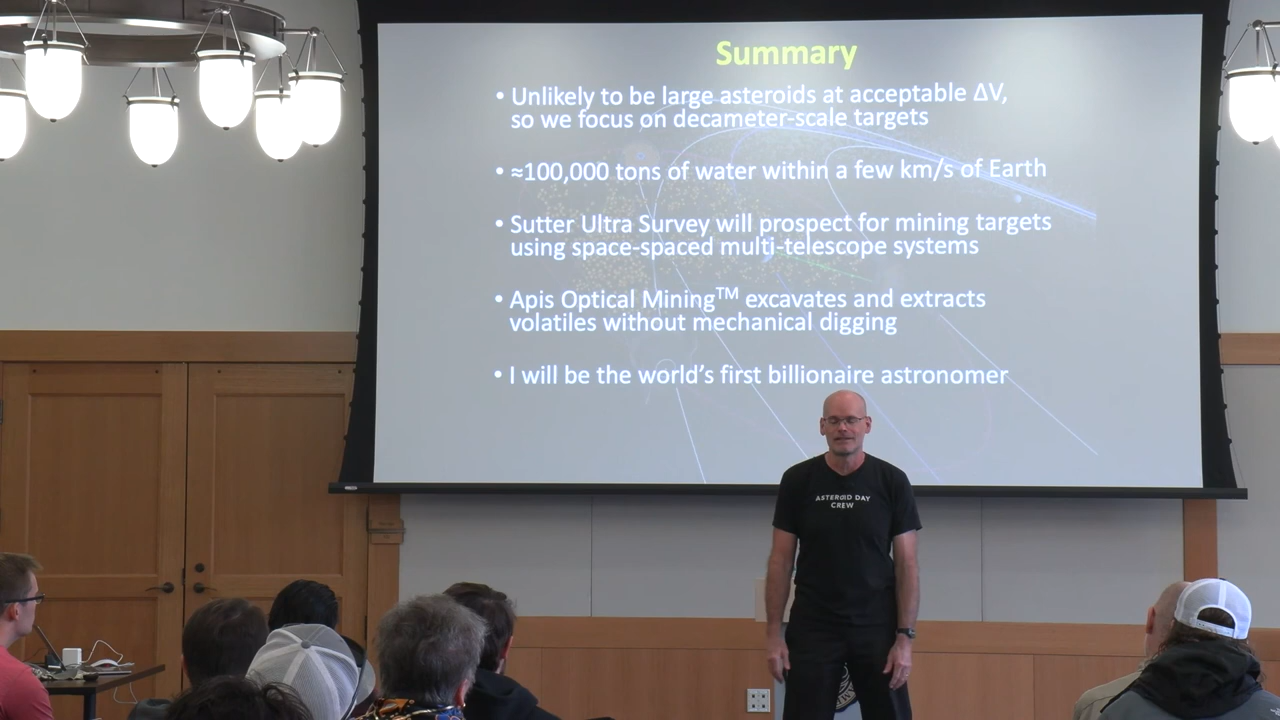 Summary
• Unlikely to be large asteroids at acceptable ΔV,
so we focus on decameter-scale targets
• ≈100,000 tons of water within a few km/s of Earth
• Sutter Ultra Survey will prospect for mining targets
using space-spaced multi-telescope systems
• Apis Optical Mining™ excavates and extracts
volatiles without mechanical digging
• I will be the world's first billionaire astronomer
ASTEROID DAY
CREW